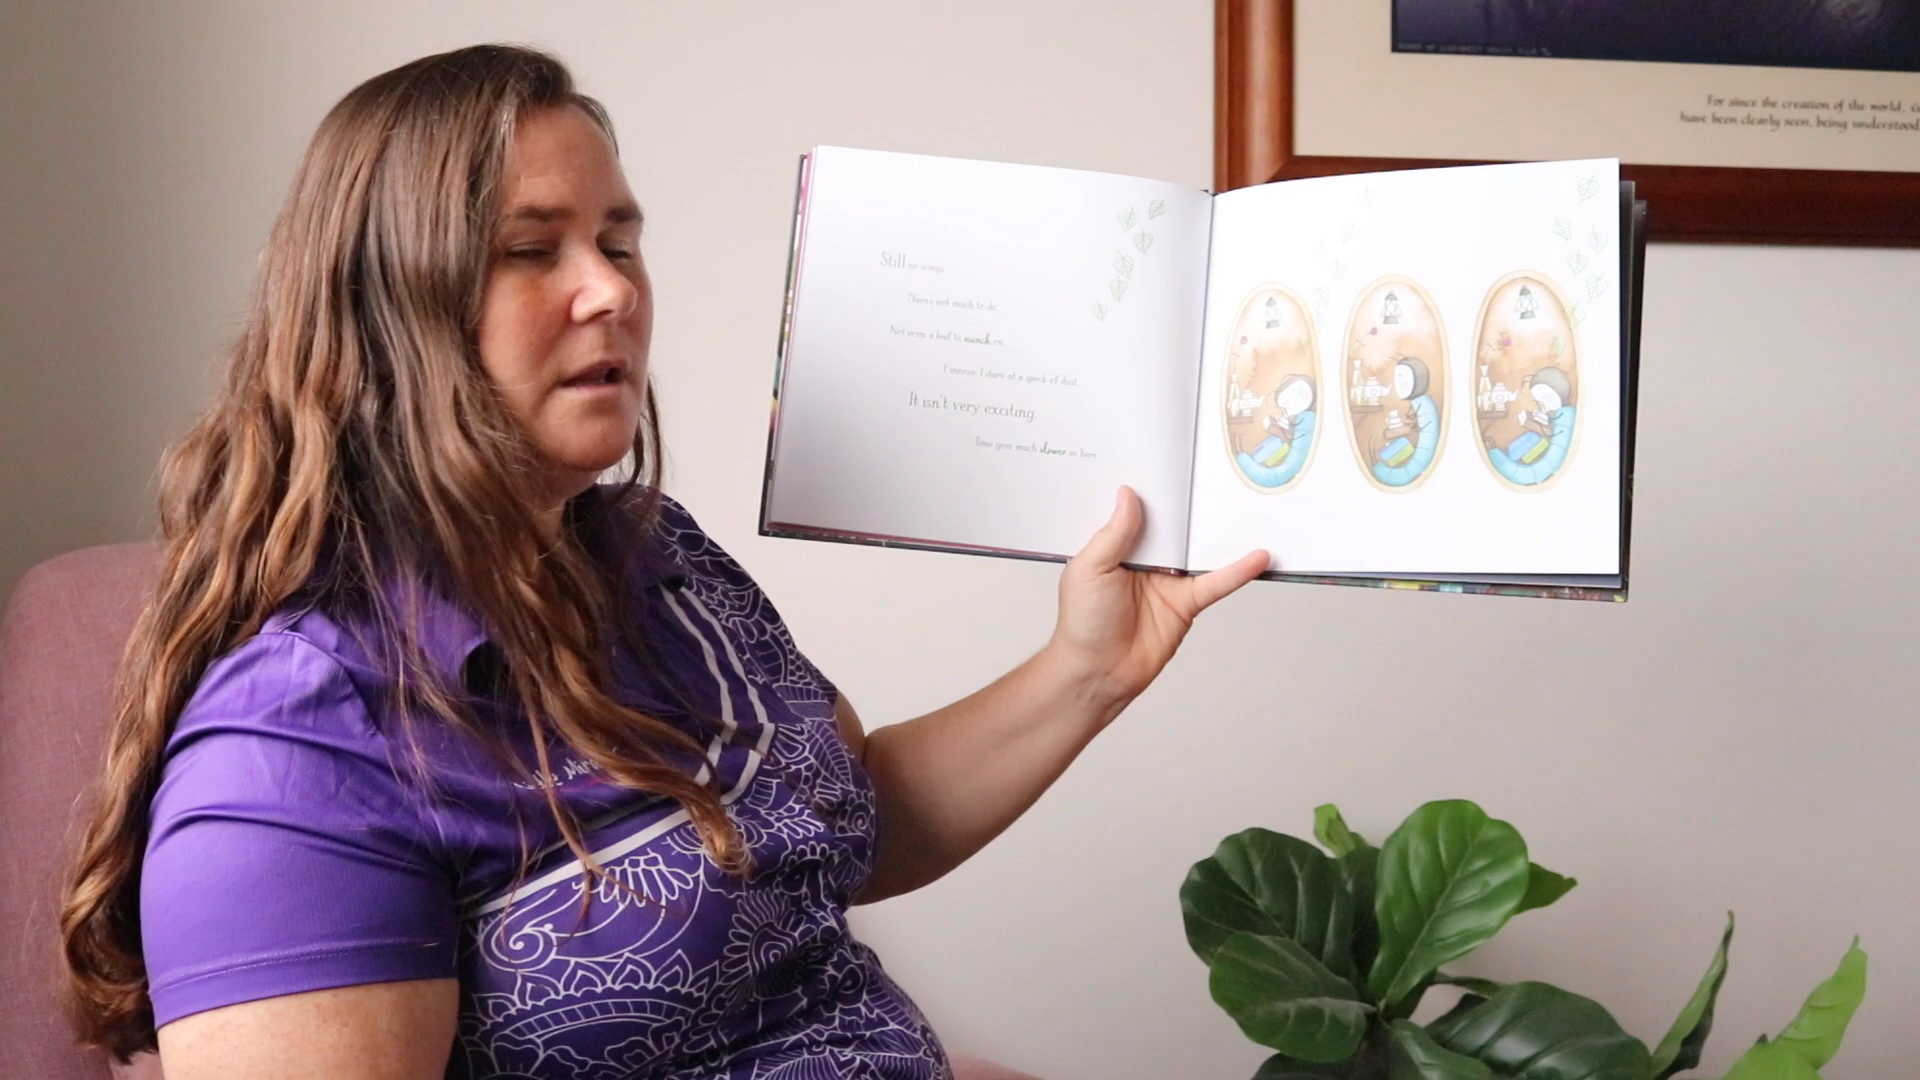 Still no wings.
There's not much to do.
Not even a leaf to munch on.
I snooze. I stare at a speck of dust.
It isn't very exciting.
Time goes much slower in here.
For since the creation of the world,
have been clearly seen, being understood